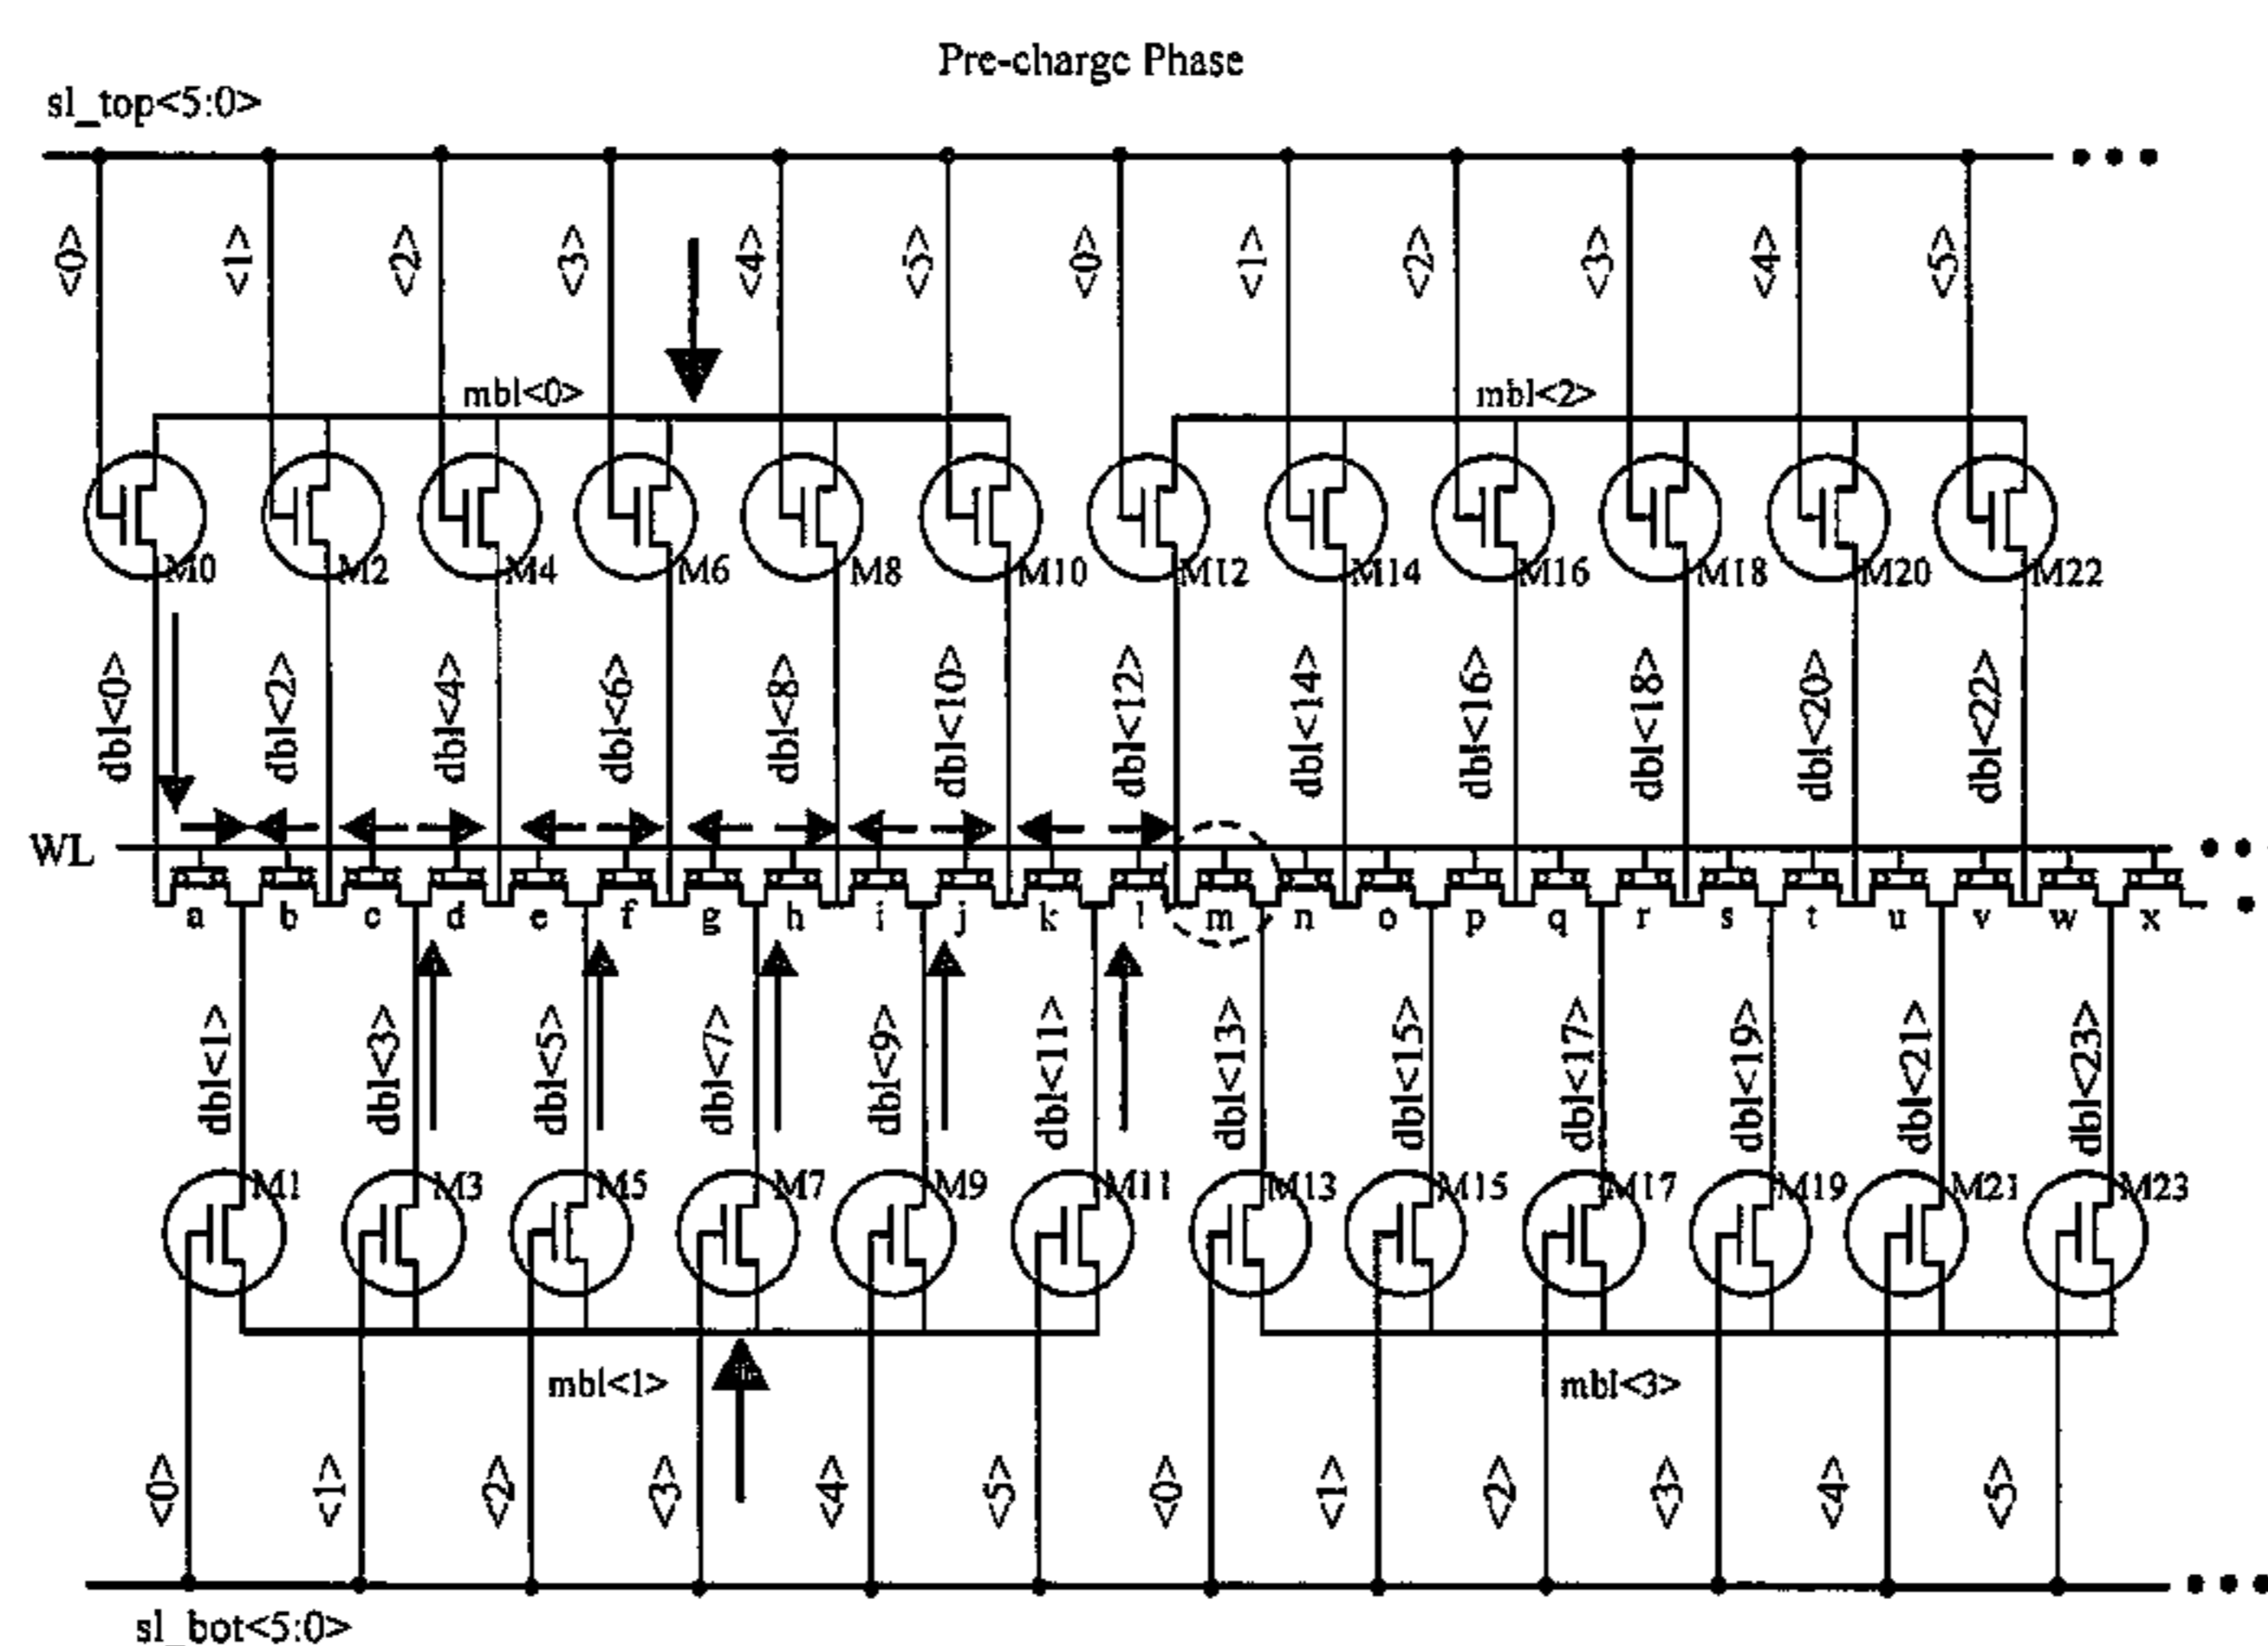 Pre-charge Phase
sl_top<5:0>
<0> <1> <2> <3> <4> <5> <0> <1> <2> <3> <4> <5>
mbl<0> mbl<2>
M0 M2 M4 M6 M8 M10 M12 M14 M16 M18 M20 M22
dbl<0> dbl<2> dbl<4> dbl<6> dbl<8> dbl<10> dbl<12> dbl<14> dbl<16> dbl<18> dbl<20> dbl<22>
WL
a b c d e f g h i j k l m n o p q r s t u v w x
dbl<1> dbl<3> dbl<5> dbl<7> dbl<9> dbl<11> dbl<13> dbl<15> dbl<17> dbl<19> dbl<21> dbl<23>
M1 M3 M5 M7 M9 M11 M13 M15 M17 M19 M21 M23
mbl<1> mbl<3>
<0> <1> <2> <3> <4> <5> <0> <1> <2> <3> <4> <5>
sl_bot<5:0>